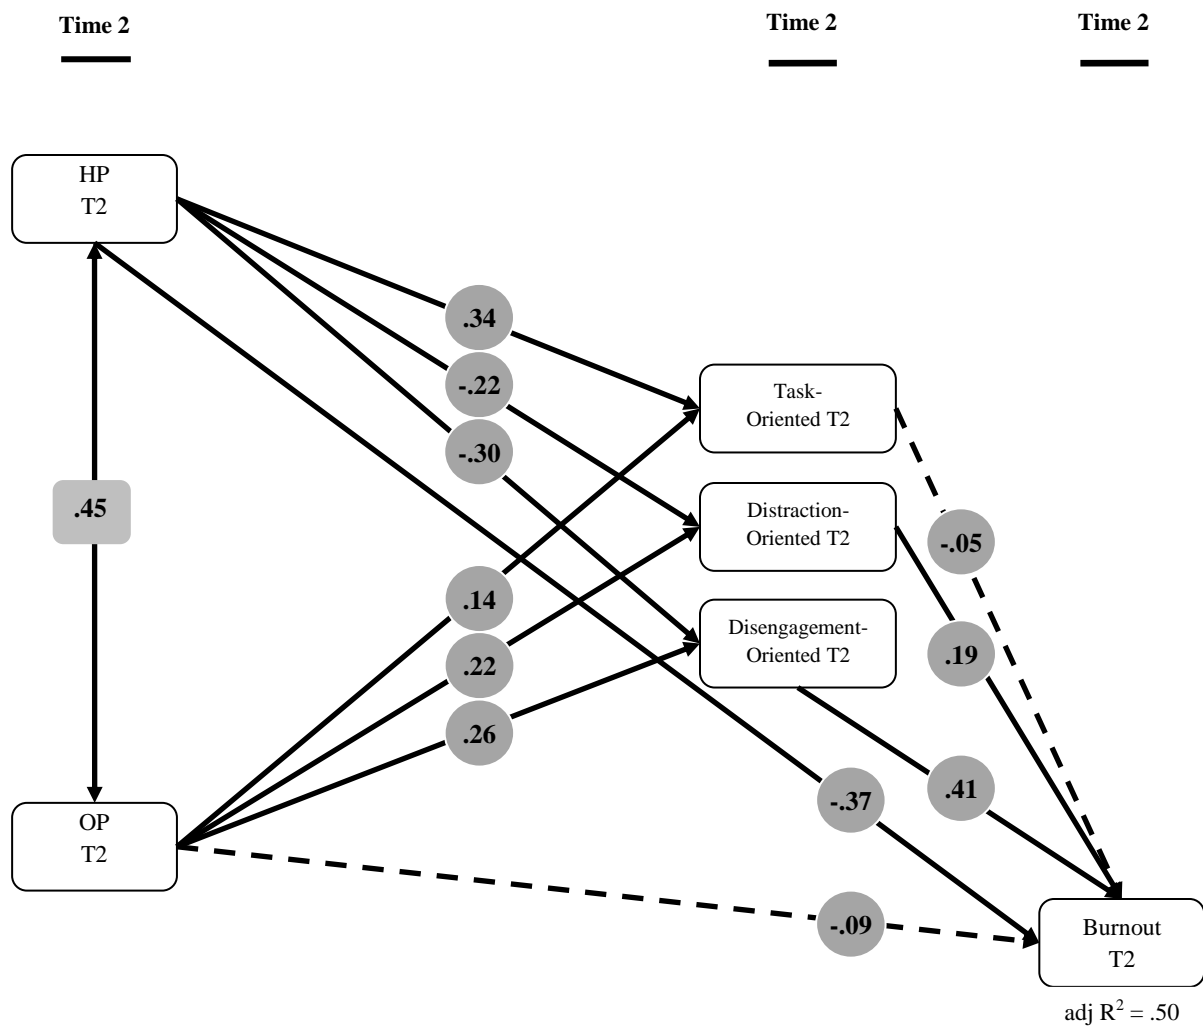 Time 2
Time 2
Time 2
HP
T2
.34
-.22
Task-
Oriented T2
-.30
.45
Distraction-
Oriented T2
-.05
.14
Disengagement-
Oriented T2
.22
.19
.26
.41
-.37
OP
T2
-.09
Burnout
T2
adj R² = .50